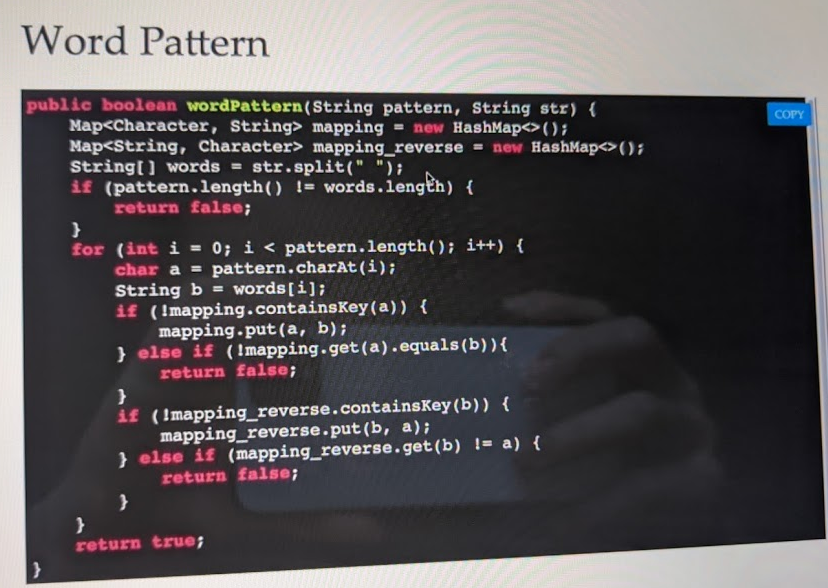 Word Pattern
COPY
public boolean wordPattern(String pattern, String str) {
    Map<Character, String> mapping = new HashMap<>();
    Map<String, Character> mapping_reverse = new HashMap<>();
    String[] words = str.split(" ");
    if (pattern.length() != words.length) {
        return false;
    }
    for (int i = 0; i < pattern.length(); i++) {
        char a = pattern.charAt(i);
        String b = words[i];
        if (!mapping.containsKey(a)) {
            mapping.put(a, b);
        } else if (!mapping.get(a).equals(b)){
            return false;
        }
        if (!mapping_reverse.containsKey(b)) {
            mapping_reverse.put(b, a);
        } else if (mapping_reverse.get(b) != a) {
            return false;
        }
    }
    return true;
}